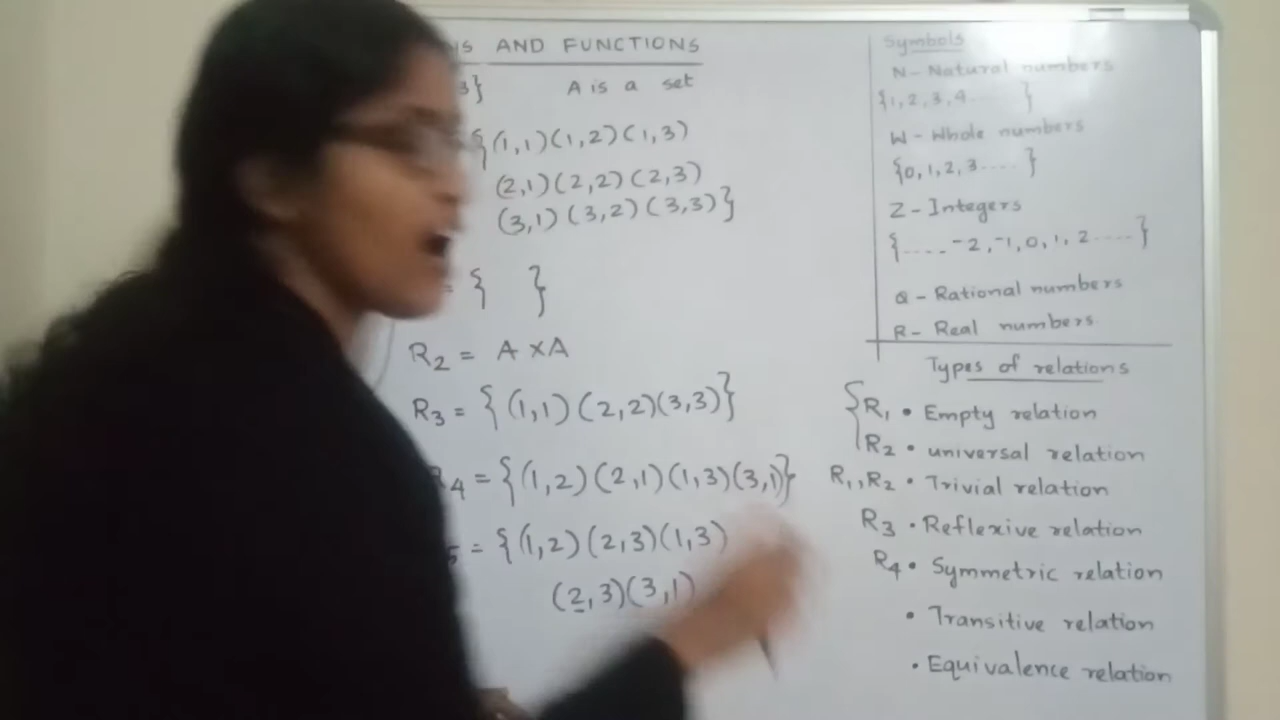 AND FUNCTIONS
3} A is a set
{(1,1)(1,2)(1,3)
(2,1)(2,2)(2,3)
(3,1)(3,2)(3,3)}
= { }
R2 = A×A
R3 = {(1,1)(2,2)(3,3)}
4 = {(1,2)(2,1)(1,3)(3,1)}
5 = {(1,2)(2,3)(1,3)
(2,3)(3,1)
Symbols
N - Natural numbers
{1,2,3,4.....}
W - Whole numbers
{0,1,2,3.....}
Z - Integers
{.....-2,-1,0,1,2.....}
Q - Rational numbers
R - Real numbers
Types of relations
R1 • Empty relation
R2 • universal relation
R1,R2 • Trivial relation
R3 • Reflexive relation
R4 • Symmetric relation
• Transitive relation
• Equivalence relation